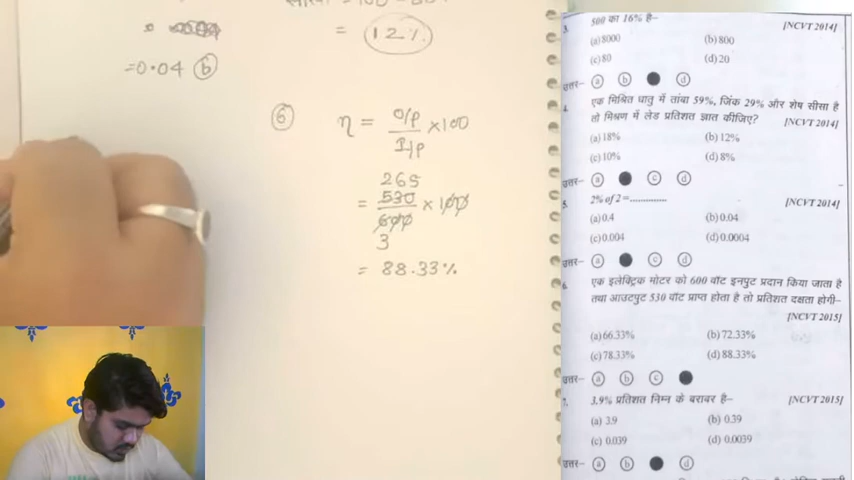 = 12%
=0.04 b
6 η = O/p/I/p ×100
265
= 530/600 × 100
3
= 88.33%
3. 500 का 16% है– [NCVT 2014]
(a) 8000 (b) 800
(c) 80 (d) 20
उत्तर– a b d
4. एक मिश्रित धातु में तांबा 59%, जिंक 29% और शेष सीसा है
तो मिश्रण में लेड प्रतिशत ज्ञात कीजिए? [NCVT 2014]
(a) 18% (b) 12%
(c) 10% (d) 8%
उत्तर– a c d
5. 2% of 2 = ............. [NCVT 2014]
(a) 0.4 (b) 0.04
(c) 0.004 (d) 0.0004
उत्तर– a c d
6. एक इलेक्ट्रिक मोटर को 600 वॉट इनपुट प्रदान किया जाता है
तथा आउटपुट 530 वॉट प्राप्त होता है तो प्रतिशत दक्षता होगी–
[NCVT 2015]
(a) 66.33% (b) 72.33%
(c) 78.33% (d) 88.33%
उत्तर– a b c
7. 3.9% प्रतिशत निम्न के बराबर है– [NCVT 2015]
(a) 3.9 (b) 0.39
(c) 0.039 (d) 0.0039
उत्तर– a b d